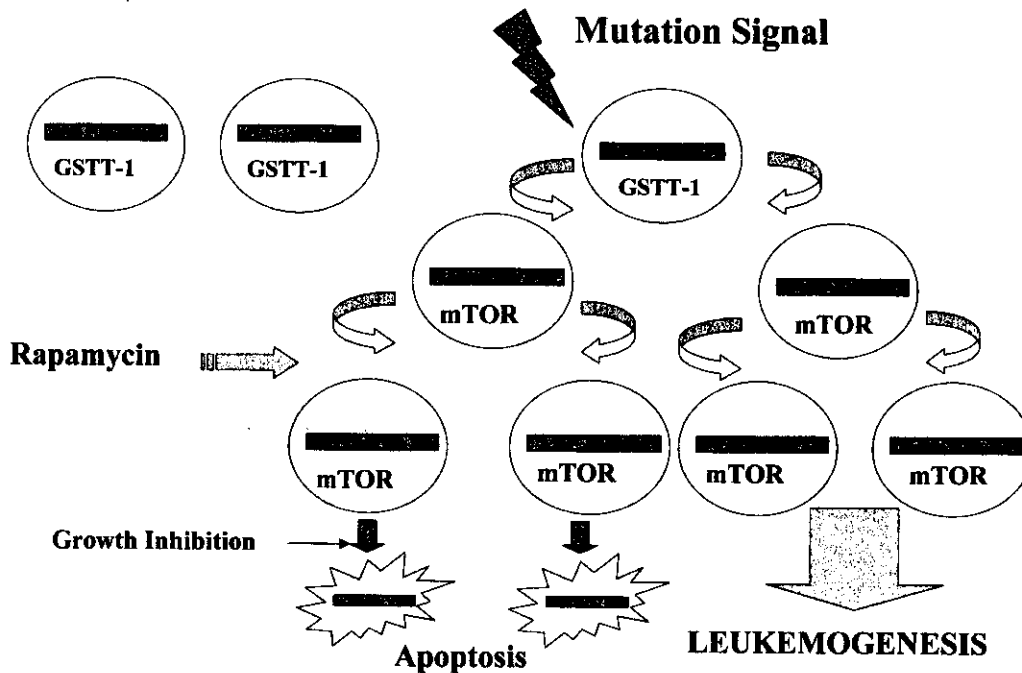 Mutation Signal
GSTT-1
GSTT-1
GSTT-1
mTOR
mTOR
Rapamycin
mTOR
mTOR
mTOR
mTOR
Growth Inhibition
Apoptosis
LEUKEMOGENESIS